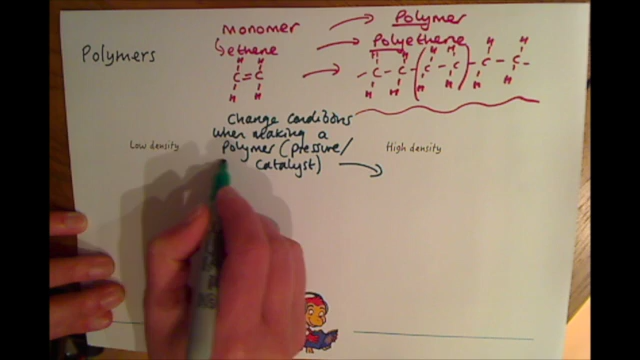 Polymers
monomer → Polymer
ethene → Polyethene
H H
C = C
H H
H H H H H H
- C - C - C - C - C - C -
H H H H H H
Change conditions
when making a
Polymer (pressure/
catalyst) →
Low density
High density